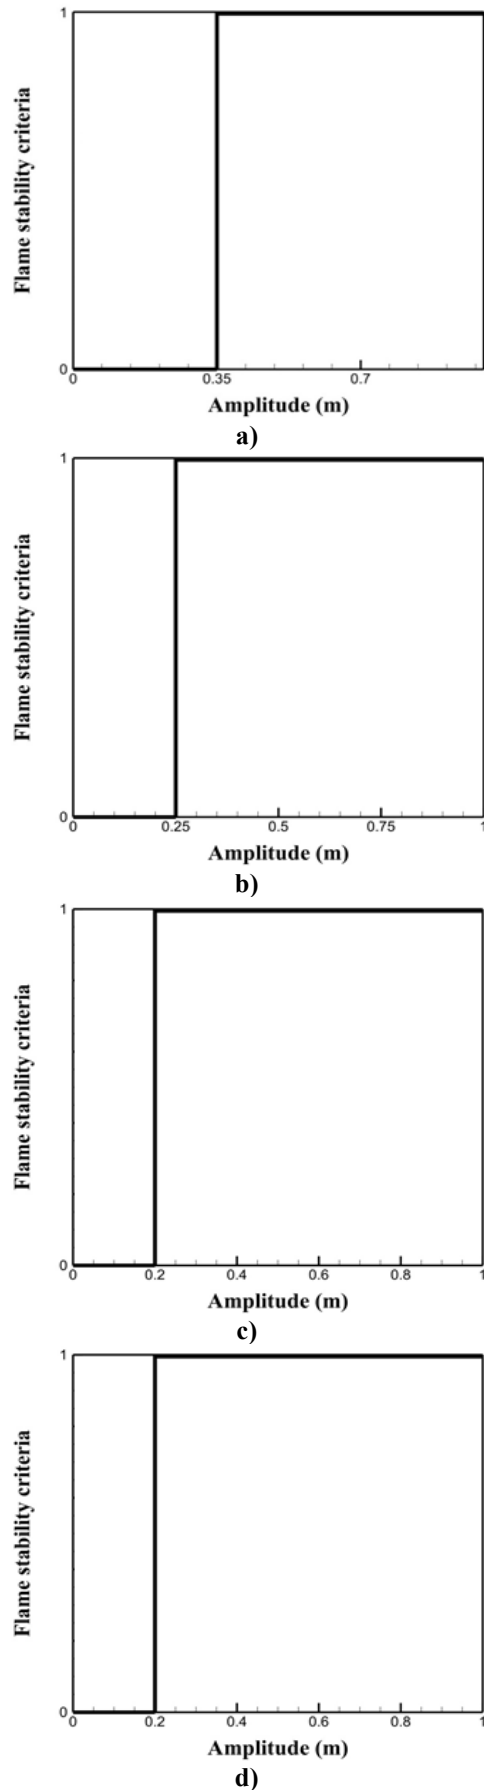 1
Flame stability criteria
0
0 0.35 0.7
Amplitude (m)
a)
1
Flame stability criteria
0
0 0.25 0.5 0.75 1
Amplitude (m)
b)
1
Flame stability criteria
0
0 0.2 0.4 0.6 0.8 1
Amplitude (m)
c)
1
Flame stability criteria
0
0 0.2 0.4 0.6 0.8 1
Amplitude (m)
d)